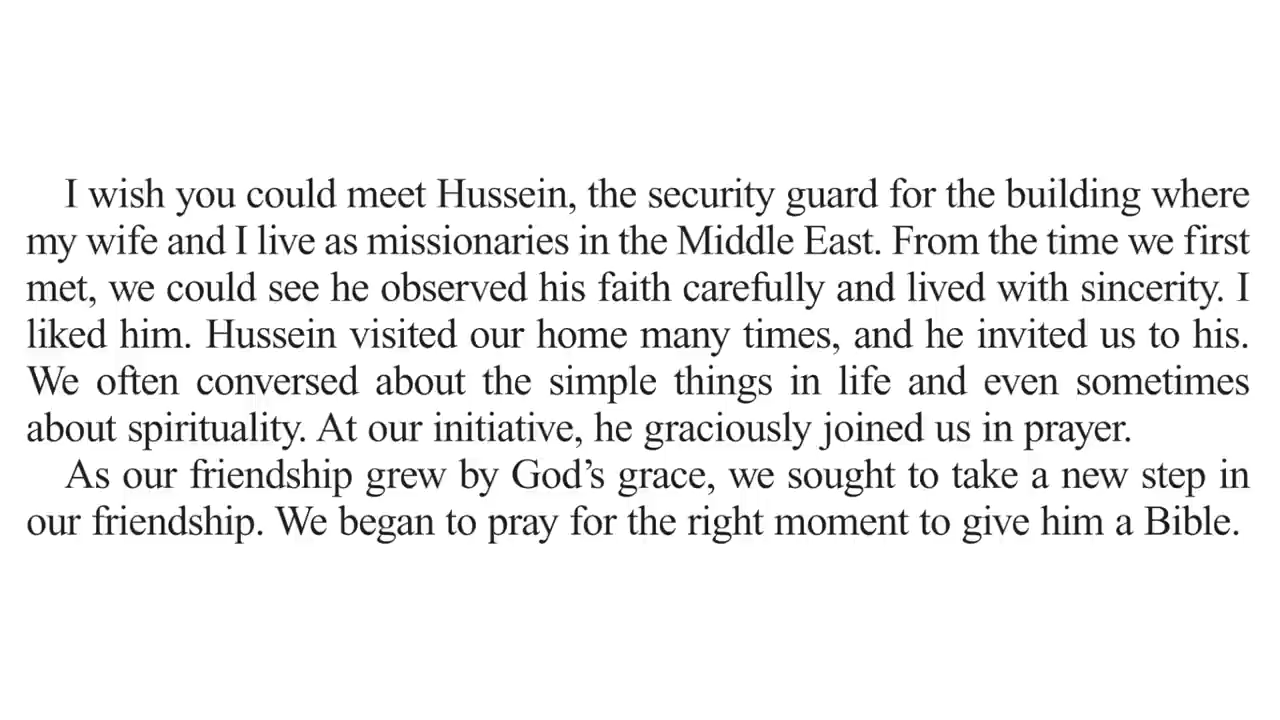 I wish you could meet Hussein, the security guard for the building where
my wife and I live as missionaries in the Middle East. From the time we first
met, we could see he observed his faith carefully and lived with sincerity. I
liked him. Hussein visited our home many times, and he invited us to his.
We often conversed about the simple things in life and even sometimes
about spirituality. At our initiative, he graciously joined us in prayer.
As our friendship grew by God’s grace, we sought to take a new step in
our friendship. We began to pray for the right moment to give him a Bible.